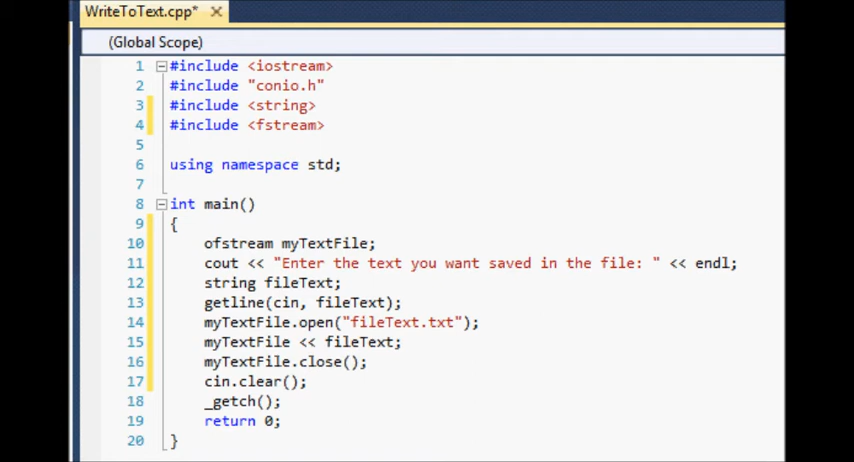 WriteToText.cpp* ×
(Global Scope)
1 #include <iostream>
2 #include "conio.h"
3 #include <string>
4 #include <fstream>
5
6 using namespace std;
7
8 int main()
9 {
10 ofstream myTextFile;
11 cout << "Enter the text you want saved in the file: " << endl;
12 string fileText;
13 getline(cin, fileText);
14 myTextFile.open("fileText.txt");
15 myTextFile << fileText;
16 myTextFile.close();
17 cin.clear();
18 _getch();
19 return 0;
20 }